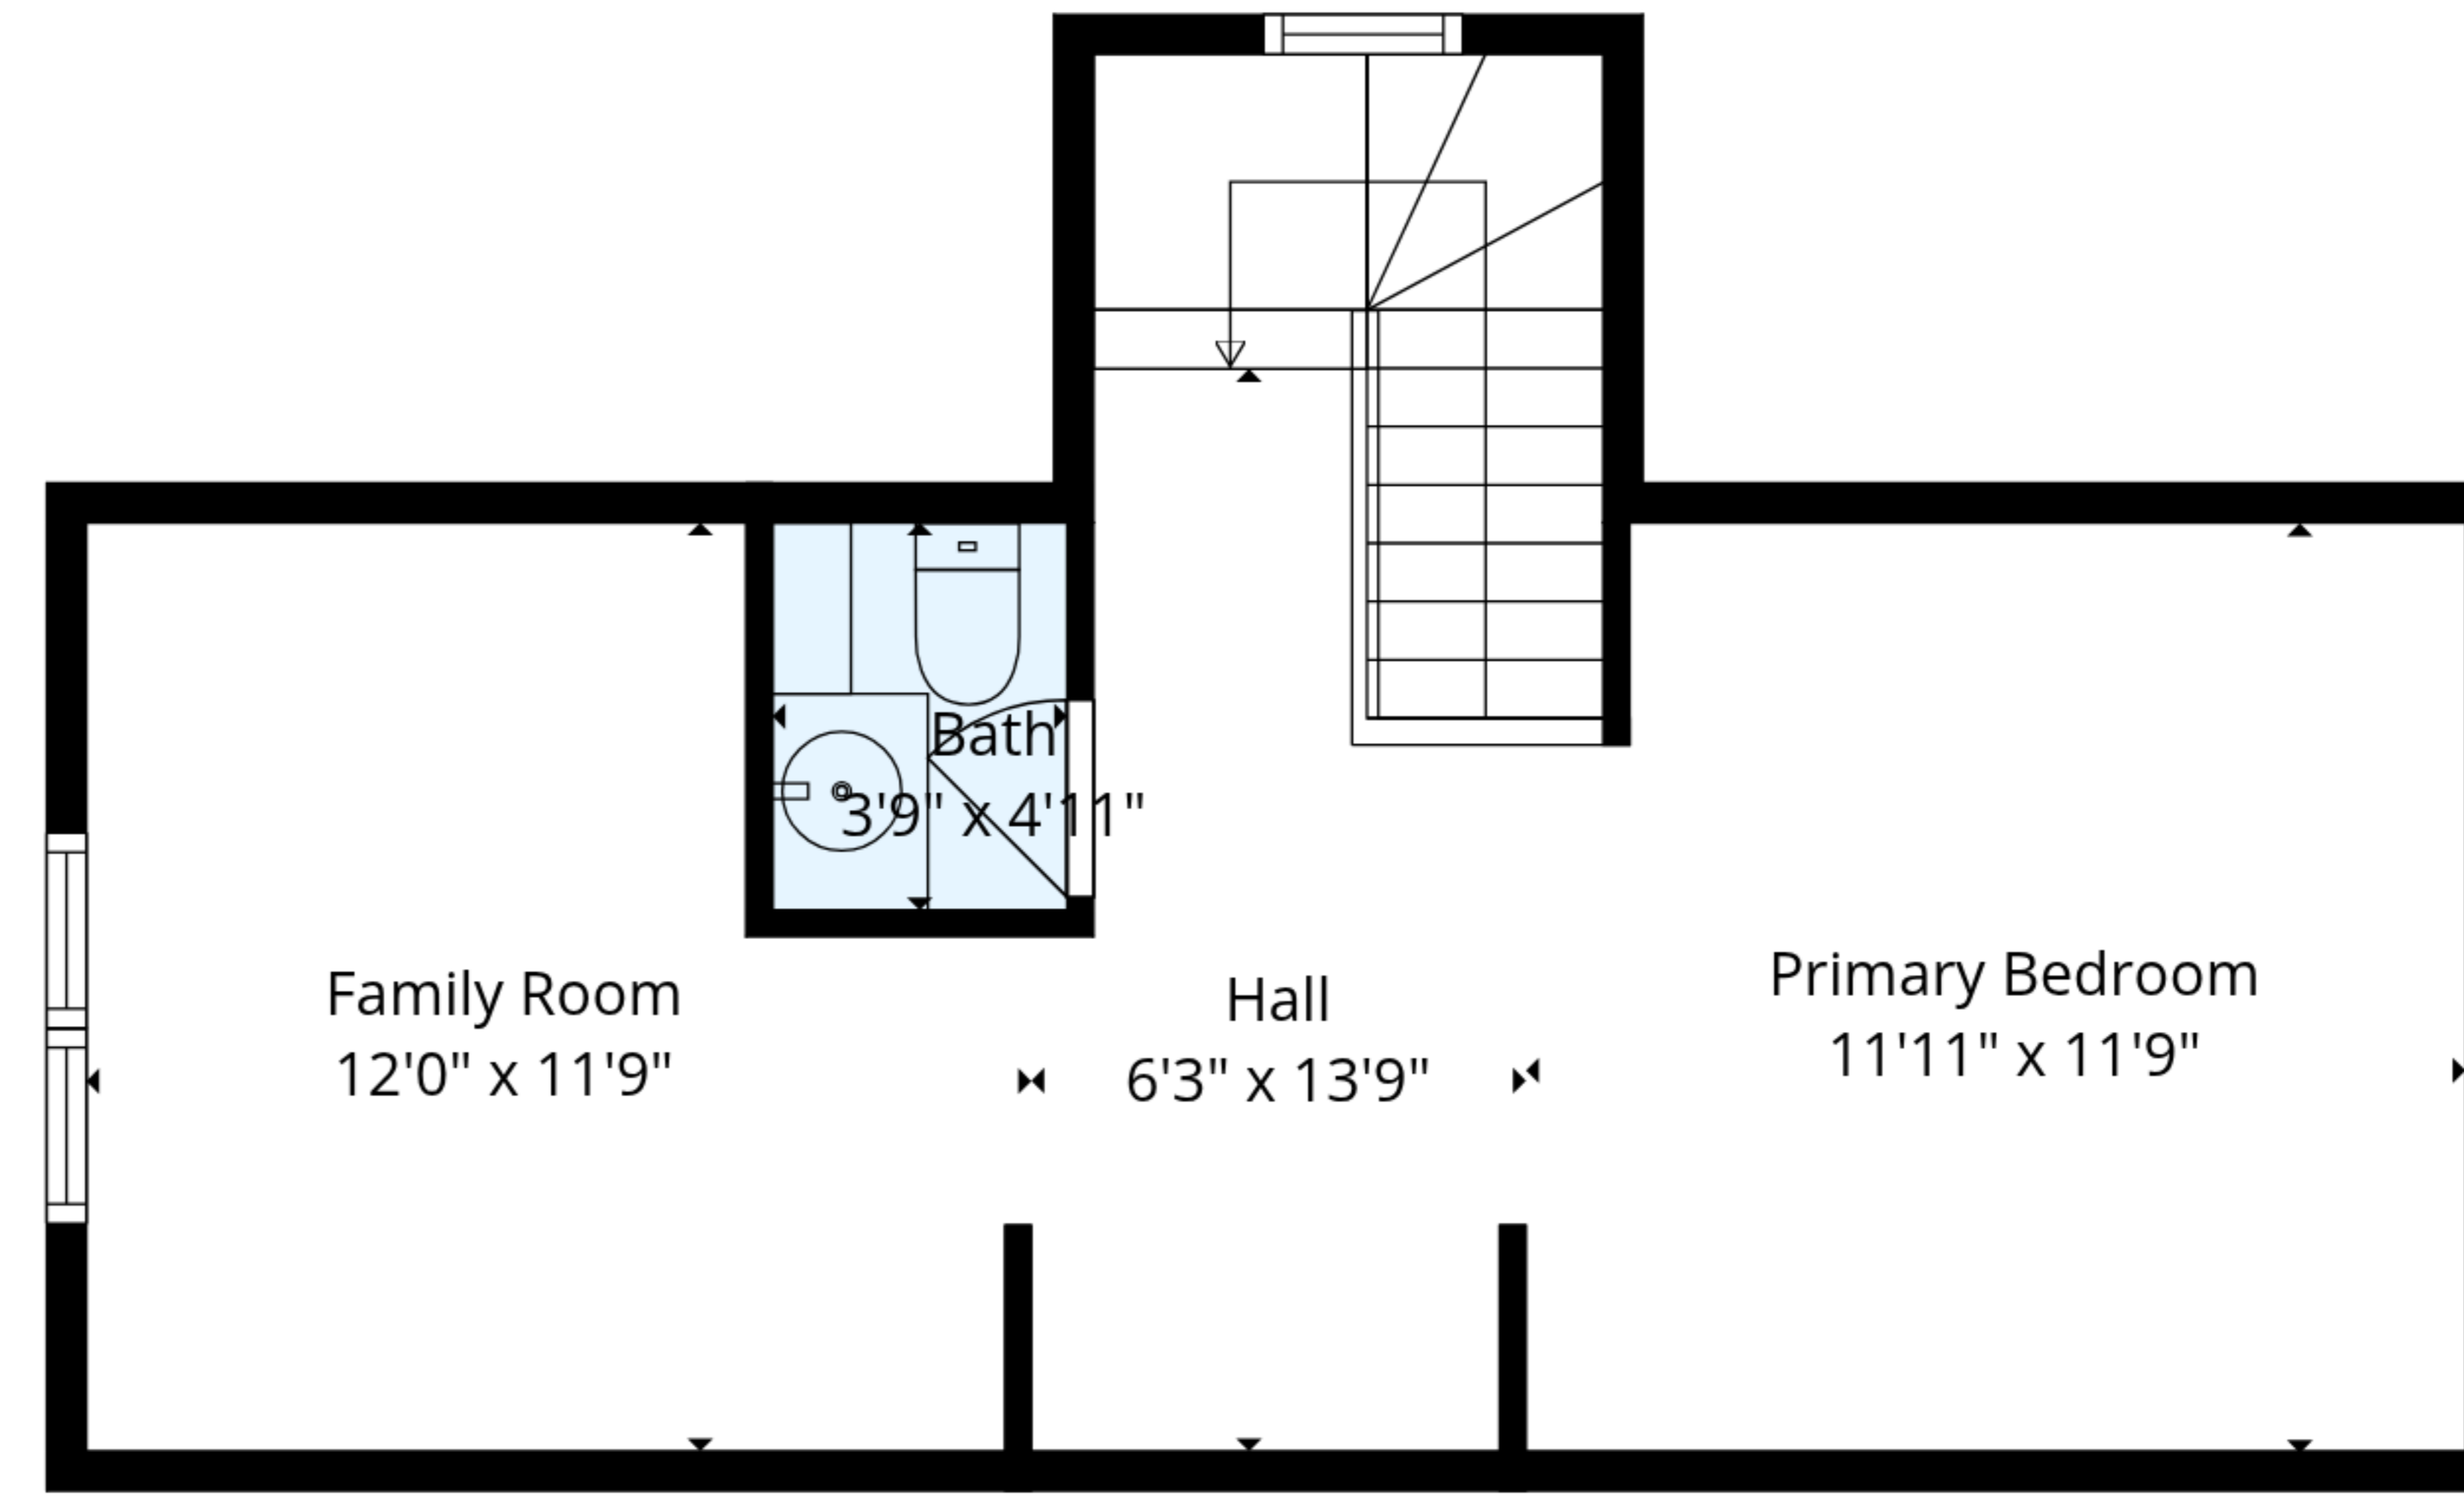 Bath
3'9" x 4'11"
Family Room
12'0" x 11'9"
Hall
6'3" x 13'9"
Primary Bedroom
11'11" x 11'9"